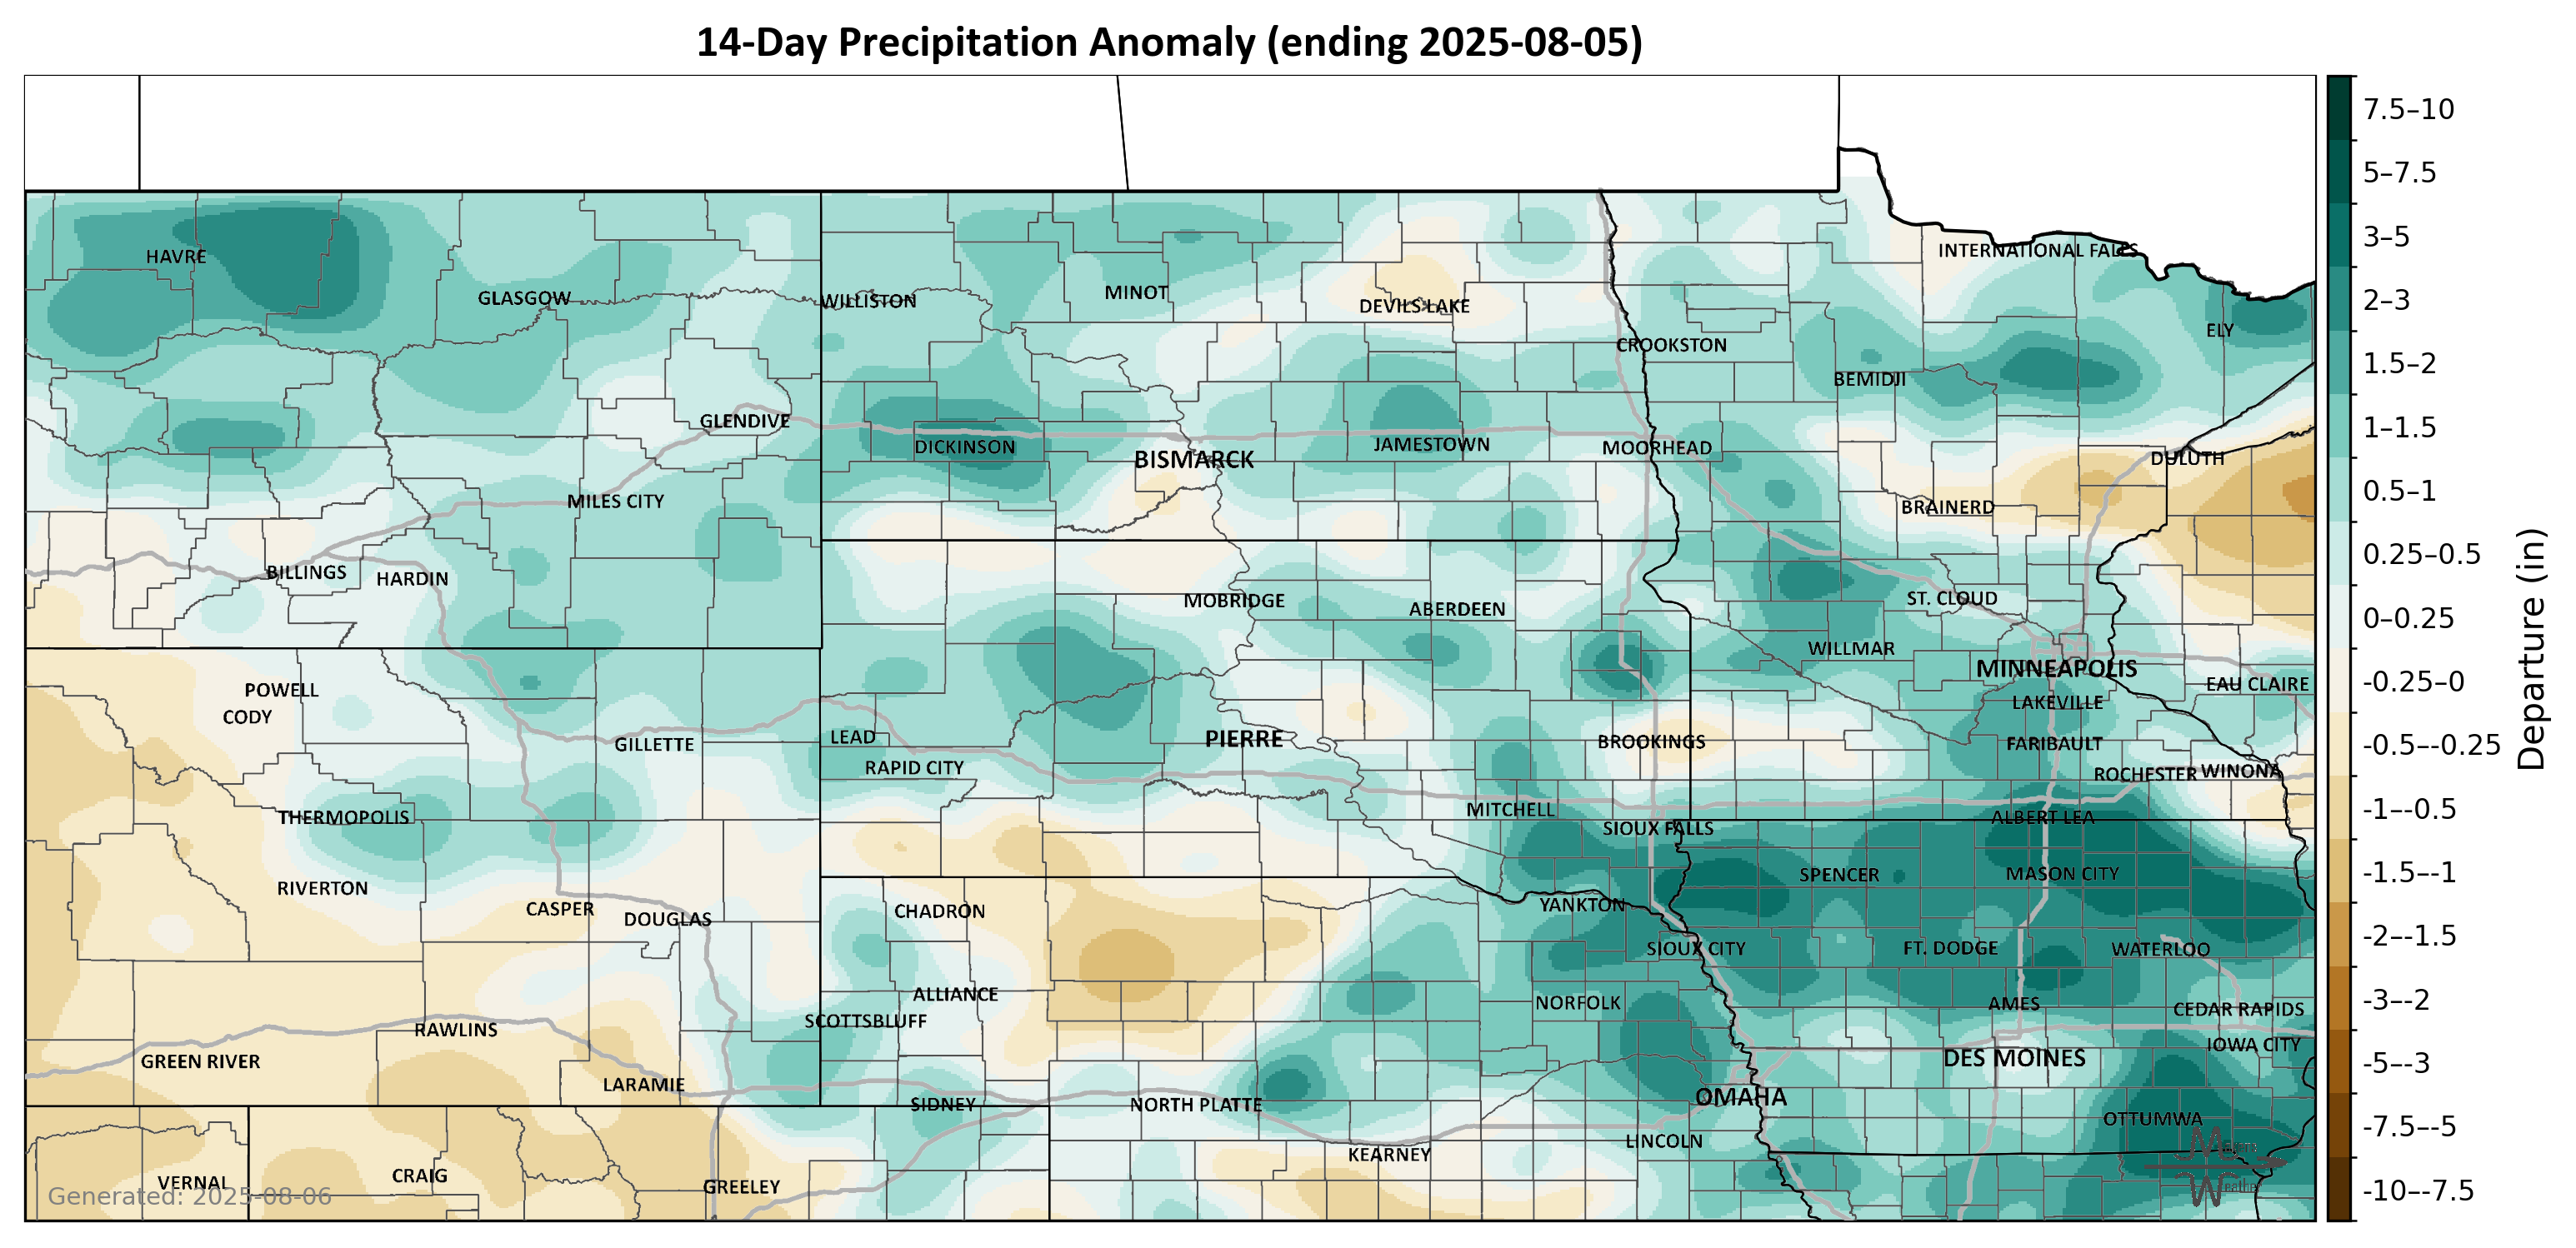 14-Day Precipitation Anomaly (ending 2025-08-05)
7.5–10
5–7.5
3–5
2–3
1.5–2
1–1.5
0.5–1
0.25–0.5
0–0.25
-0.25–0
-0.5–-0.25
-1–-0.5
-1.5–-1
-2–-1.5
-3–-2
-5–-3
-7.5–-5
-10–-7.5
Departure (in)
INTERNATIONAL FALLS
HAVRE
MINOT
GLASGOW
WILLISTON
DEVILS LAKE
ELY
CROOKSTON
BEMIDJI
GLENDIVE
DICKINSON
JAMESTOWN
MOORHEAD
BISMARCK
DULUTH
MILES CITY
BRAINERD
BILLINGS
HARDIN
MOBRIDGE
ABERDEEN
ST. CLOUD
WILLMAR
MINNEAPOLIS
POWELL
EAU CLAIRE
LAKEVILLE
CODY
GILLETTE
LEAD
PIERRE
BROOKINGS
FARIBAULT
RAPID CITY
ROCHESTER
WINONA
THERMOPOLIS
MITCHELL
ALBERT LEA
SIOUX FALLS
SPENCER
MASON CITY
RIVERTON
CASPER
DOUGLAS
CHADRON
YANKTON
SIOUX CITY
FT. DODGE
WATERLOO
ALLIANCE
NORFOLK
AMES
CEDAR RAPIDS
SCOTTSBLUFF
RAWLINS
IOWA CITY
GREEN RIVER
DES MOINES
LARAMIE
SIDNEY
NORTH PLATTE
OMAHA
OTTUMWA
LINCOLN
KEARNEY
VERNAL
CRAIG
GREELEY
Generated: 2025-08-06